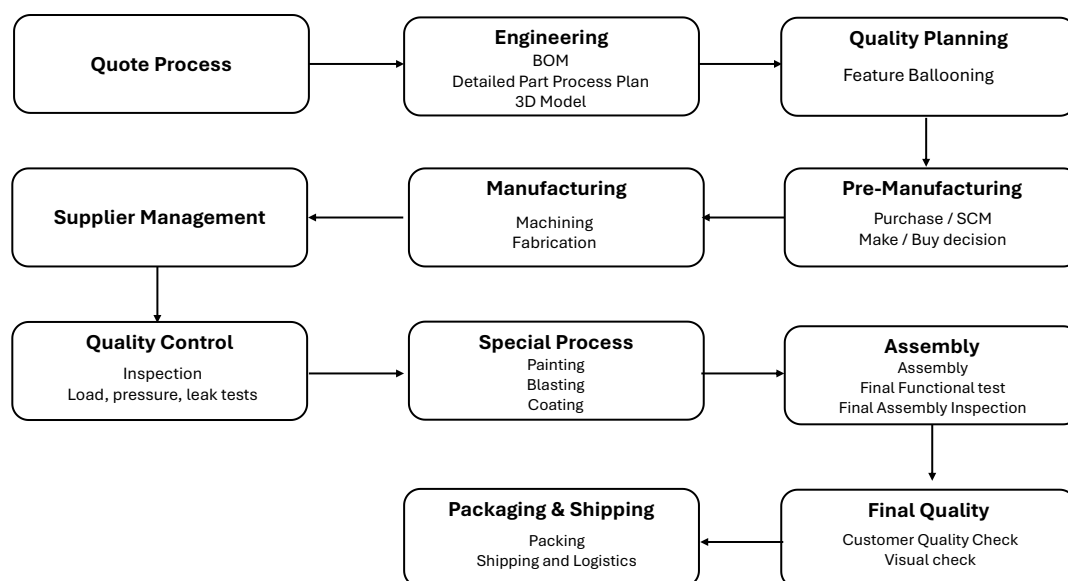 Quote Process
Engineering
BOM
Detailed Part Process Plan
3D Model
Quality Planning
Feature Ballooning
Supplier Management
Manufacturing
Machining
Fabrication
Pre-Manufacturing
Purchase / SCM
Make / Buy decision
Quality Control
Inspection
Load, pressure, leak tests
Special Process
Painting
Blasting
Coating
Assembly
Assembly
Final Functional test
Final Assembly Inspection
Packaging & Shipping
Packing
Shipping and Logistics
Final Quality
Customer Quality Check
Visual check